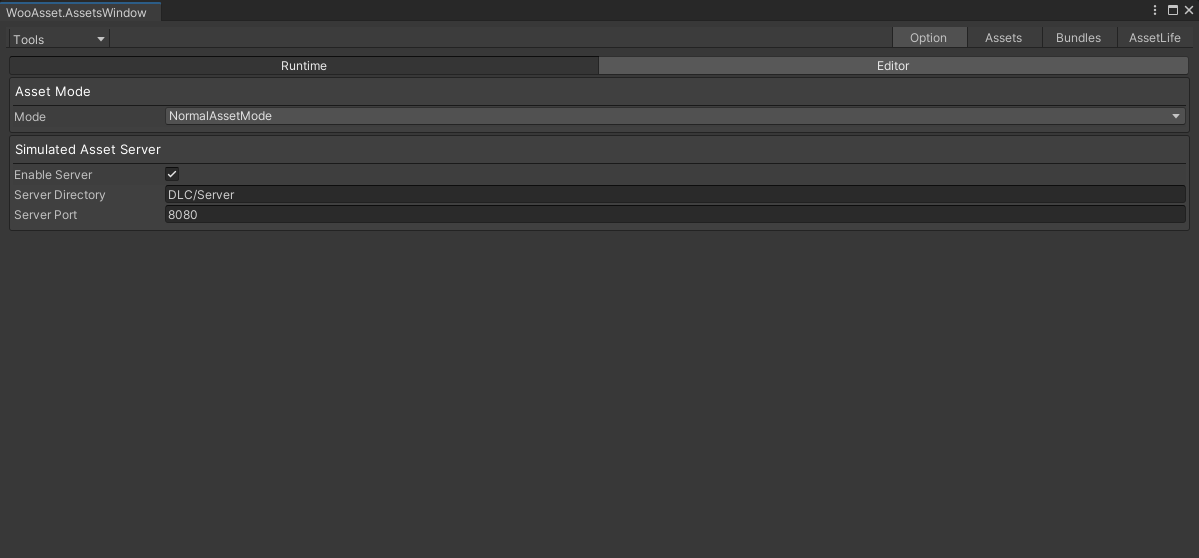 WooAsset.AssetsWindow
Tools
Option Assets Bundles AssetLife
Runtime Editor
Asset Mode
Mode NormalAssetMode
Simulated Asset Server
Enable Server
Server Directory DLC/Server
Server Port 8080